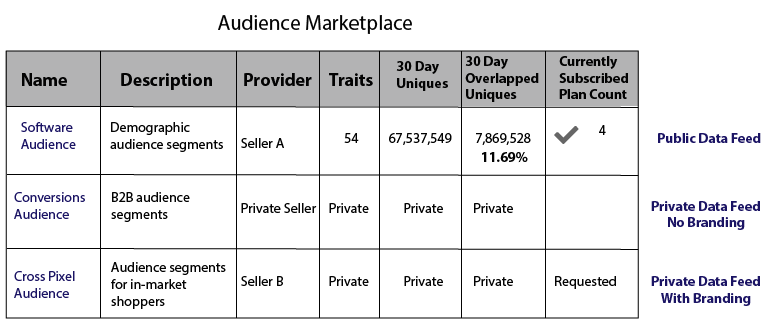 Audience Marketplace
Name
Description
Provider
Traits
30 Day
Uniques
30 Day
Overlapped
Uniques
Currently
Subscribed
Plan Count
Software
Audience
Demographic
audience segments
Seller A
54
67,537,549
7,869,528
11.69%
4
Public Data Feed
Conversions
Audience
B2B audience
segments
Private Seller
Private
Private
Private
Private Data Feed
No Branding
Cross Pixel
Audience
Audience segments
for in-market
shoppers
Seller B
Private
Private
Private
Requested
Private Data Feed
With Branding